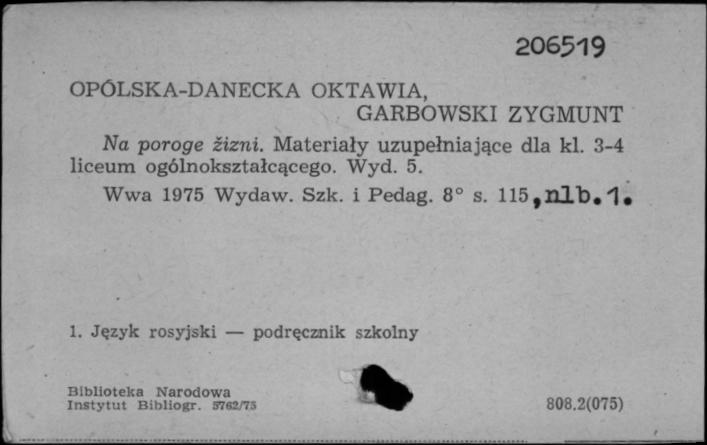 206519
OPÓLSKA-DANECKA OKTAWIA,
GARBOWSKI ZYGMUNT
Na poroge žizni. Materiały uzupełniające dla kl. 3-4
liceum ogólnokształcącego. Wyd. 5.
Wwa 1975 Wydaw. Szk. i Pedag. 8° s. 115, nlb. 1.
1. Język rosyjski — podręcznik szkolny
Biblioteka Narodowa
Instytut Bibliogr. 5762/75
808.2(075)